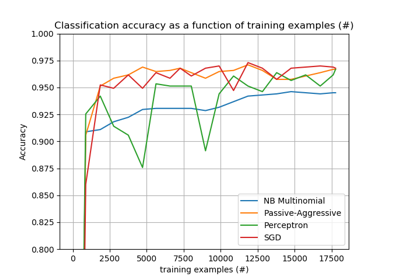 Classification accuracy as a function of training examples (#)
Accuracy
1.000
0.975
0.950
0.925
0.900
0.875
0.850
0.825
0.800
0
2500
5000
7500
10000
12500
15000
17500
training examples (#)
NB Multinomial
Passive-Aggressive
Perceptron
SGD